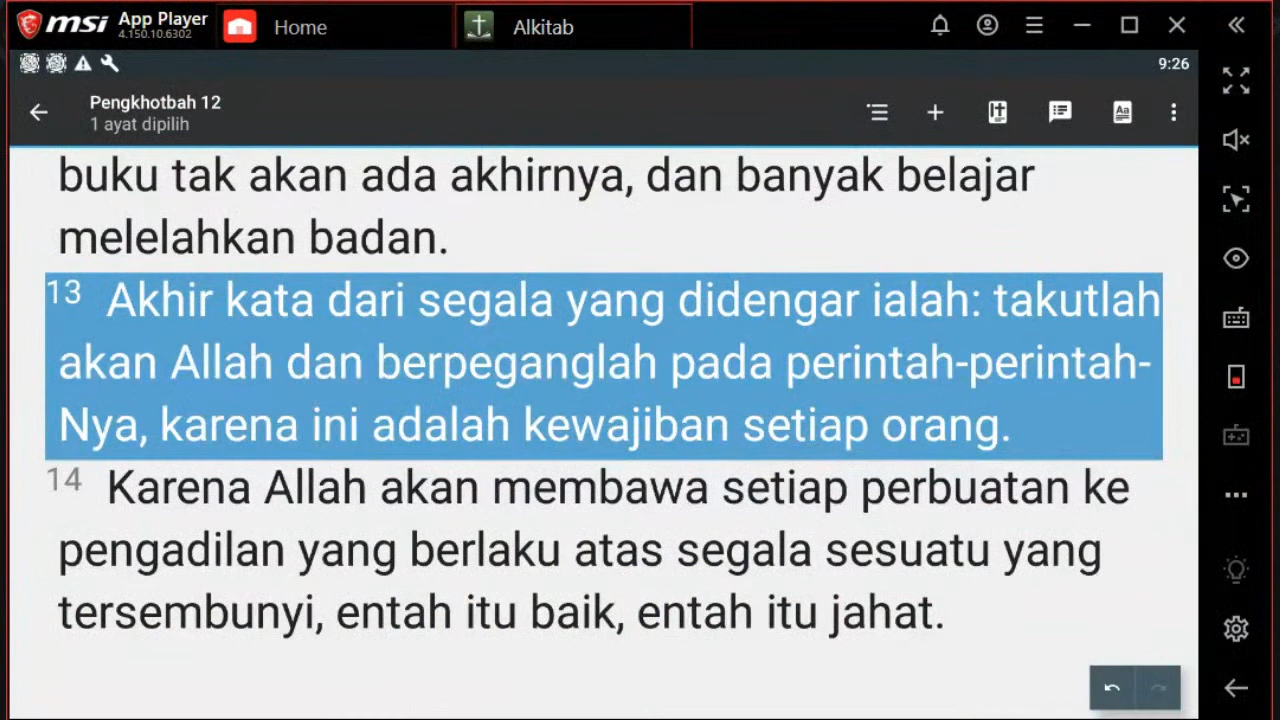 msi App Player
4.150.10.6302
Home
Alkitab
9:26
Pengkhotbah 12
1 ayat dipilih
Aa
buku tak akan ada akhirnya, dan banyak belajar
melelahkan badan.
13 Akhir kata dari segala yang didengar ialah: takutlah
akan Allah dan berpeganglah pada perintah-perintah-
Nya, karena ini adalah kewajiban setiap orang.
14 Karena Allah akan membawa setiap perbuatan ke
pengadilan yang berlaku atas segala sesuatu yang
tersembunyi, entah itu baik, entah itu jahat.